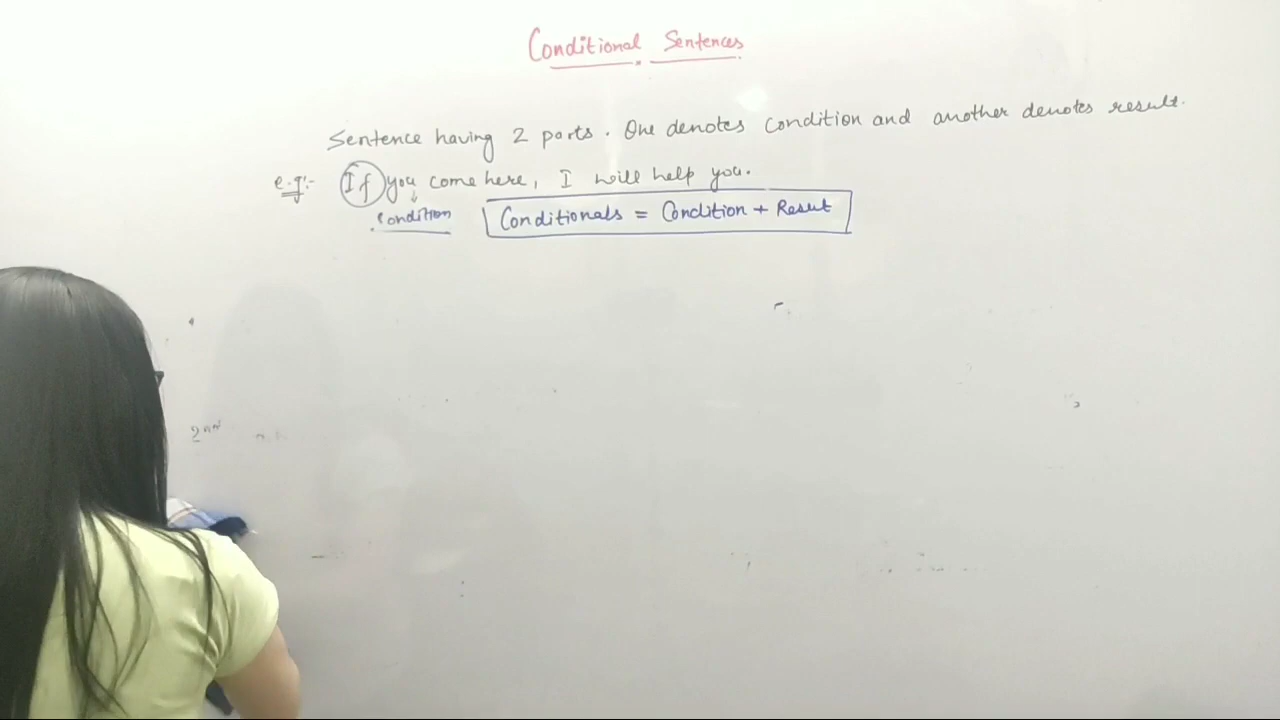 Conditional Sentences
Sentence having 2 parts. One denotes condition and another denotes result.
e.g:- If you come here, I will help you.
Condition
Conditionals = Condition + Result
2nd